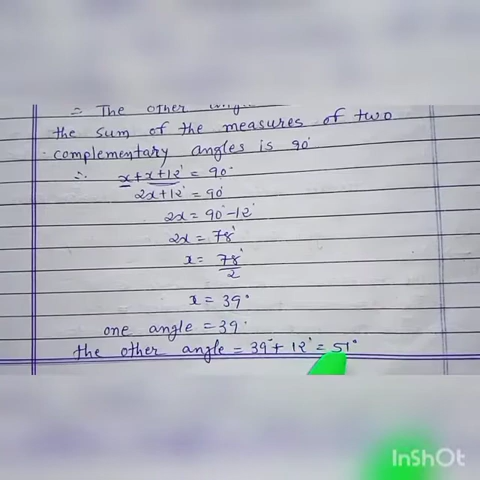 = The other angle
the sum of the measures of two
complementary angles is 90°
∴ x+x+12° = 90°
2x+12° = 90°
2x = 90°-12°
2x = 78°
x = 78°/2
x = 39°
one angle = 39°
the other angle = 39°+ 12° = 51°
InShOt